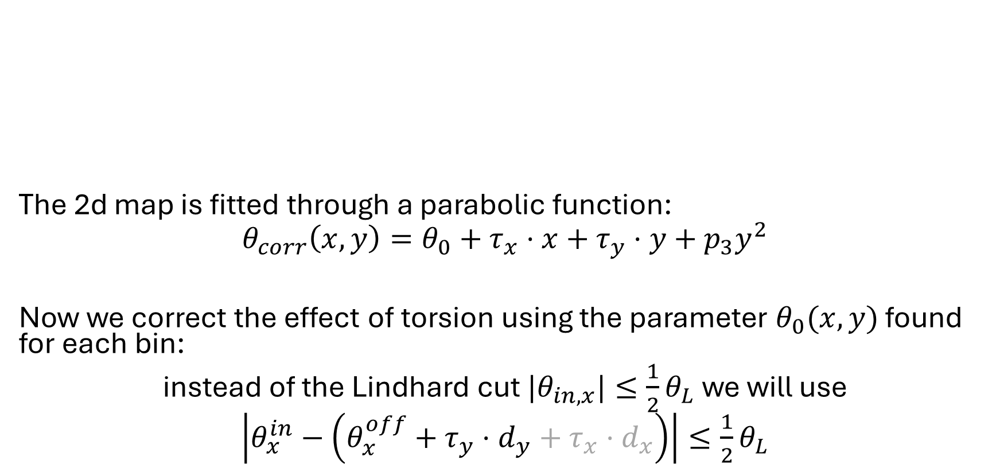 The 2d map is fitted through a parabolic function:
θ_corr(x, y) = θ_0 + τ_x · x + τ_y · y + p_3y^2
Now we correct the effect of torsion using the parameter θ_0(x, y) found
for each bin:
instead of the Lindhard cut |θ_{in,x}| ≤ 1/2 θ_L we will use
|θ_x^{in} − (θ_x^{off} + τ_y · d_y + τ_x · d_x)| ≤ 1/2 θ_L